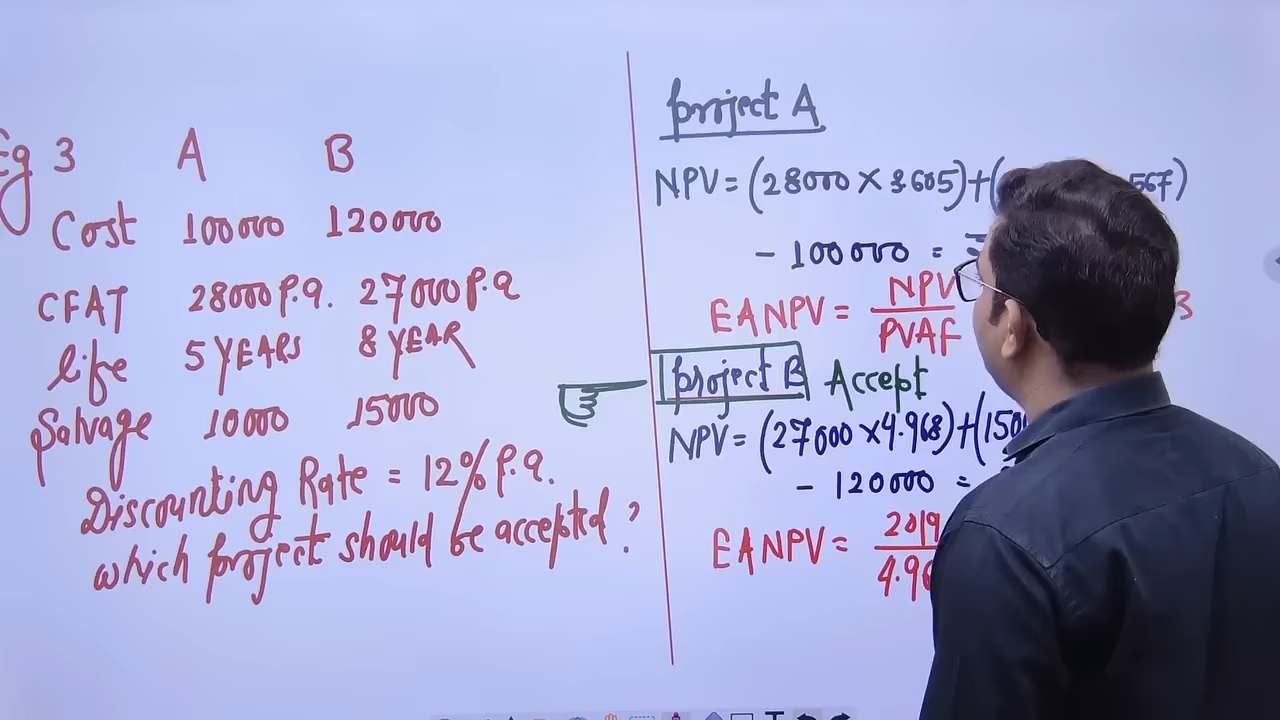 Eg 3 A B
Cost 100000 120000
CFAT 28000 P.a. 27000 P.a
life 5 YEARS 8 YEAR
Salvage 10000 15000
Discounting Rate = 12% P.a.
which project should be accepted?
Project A
NPV = (28000 × 3.605) + ( 567)
- 100000 =
EANPV = NPV
PVAF 3
Project B Accept
NPV = (27000 × 4.968) + (1500
- 120000 =
EANPV = 2019
4.96